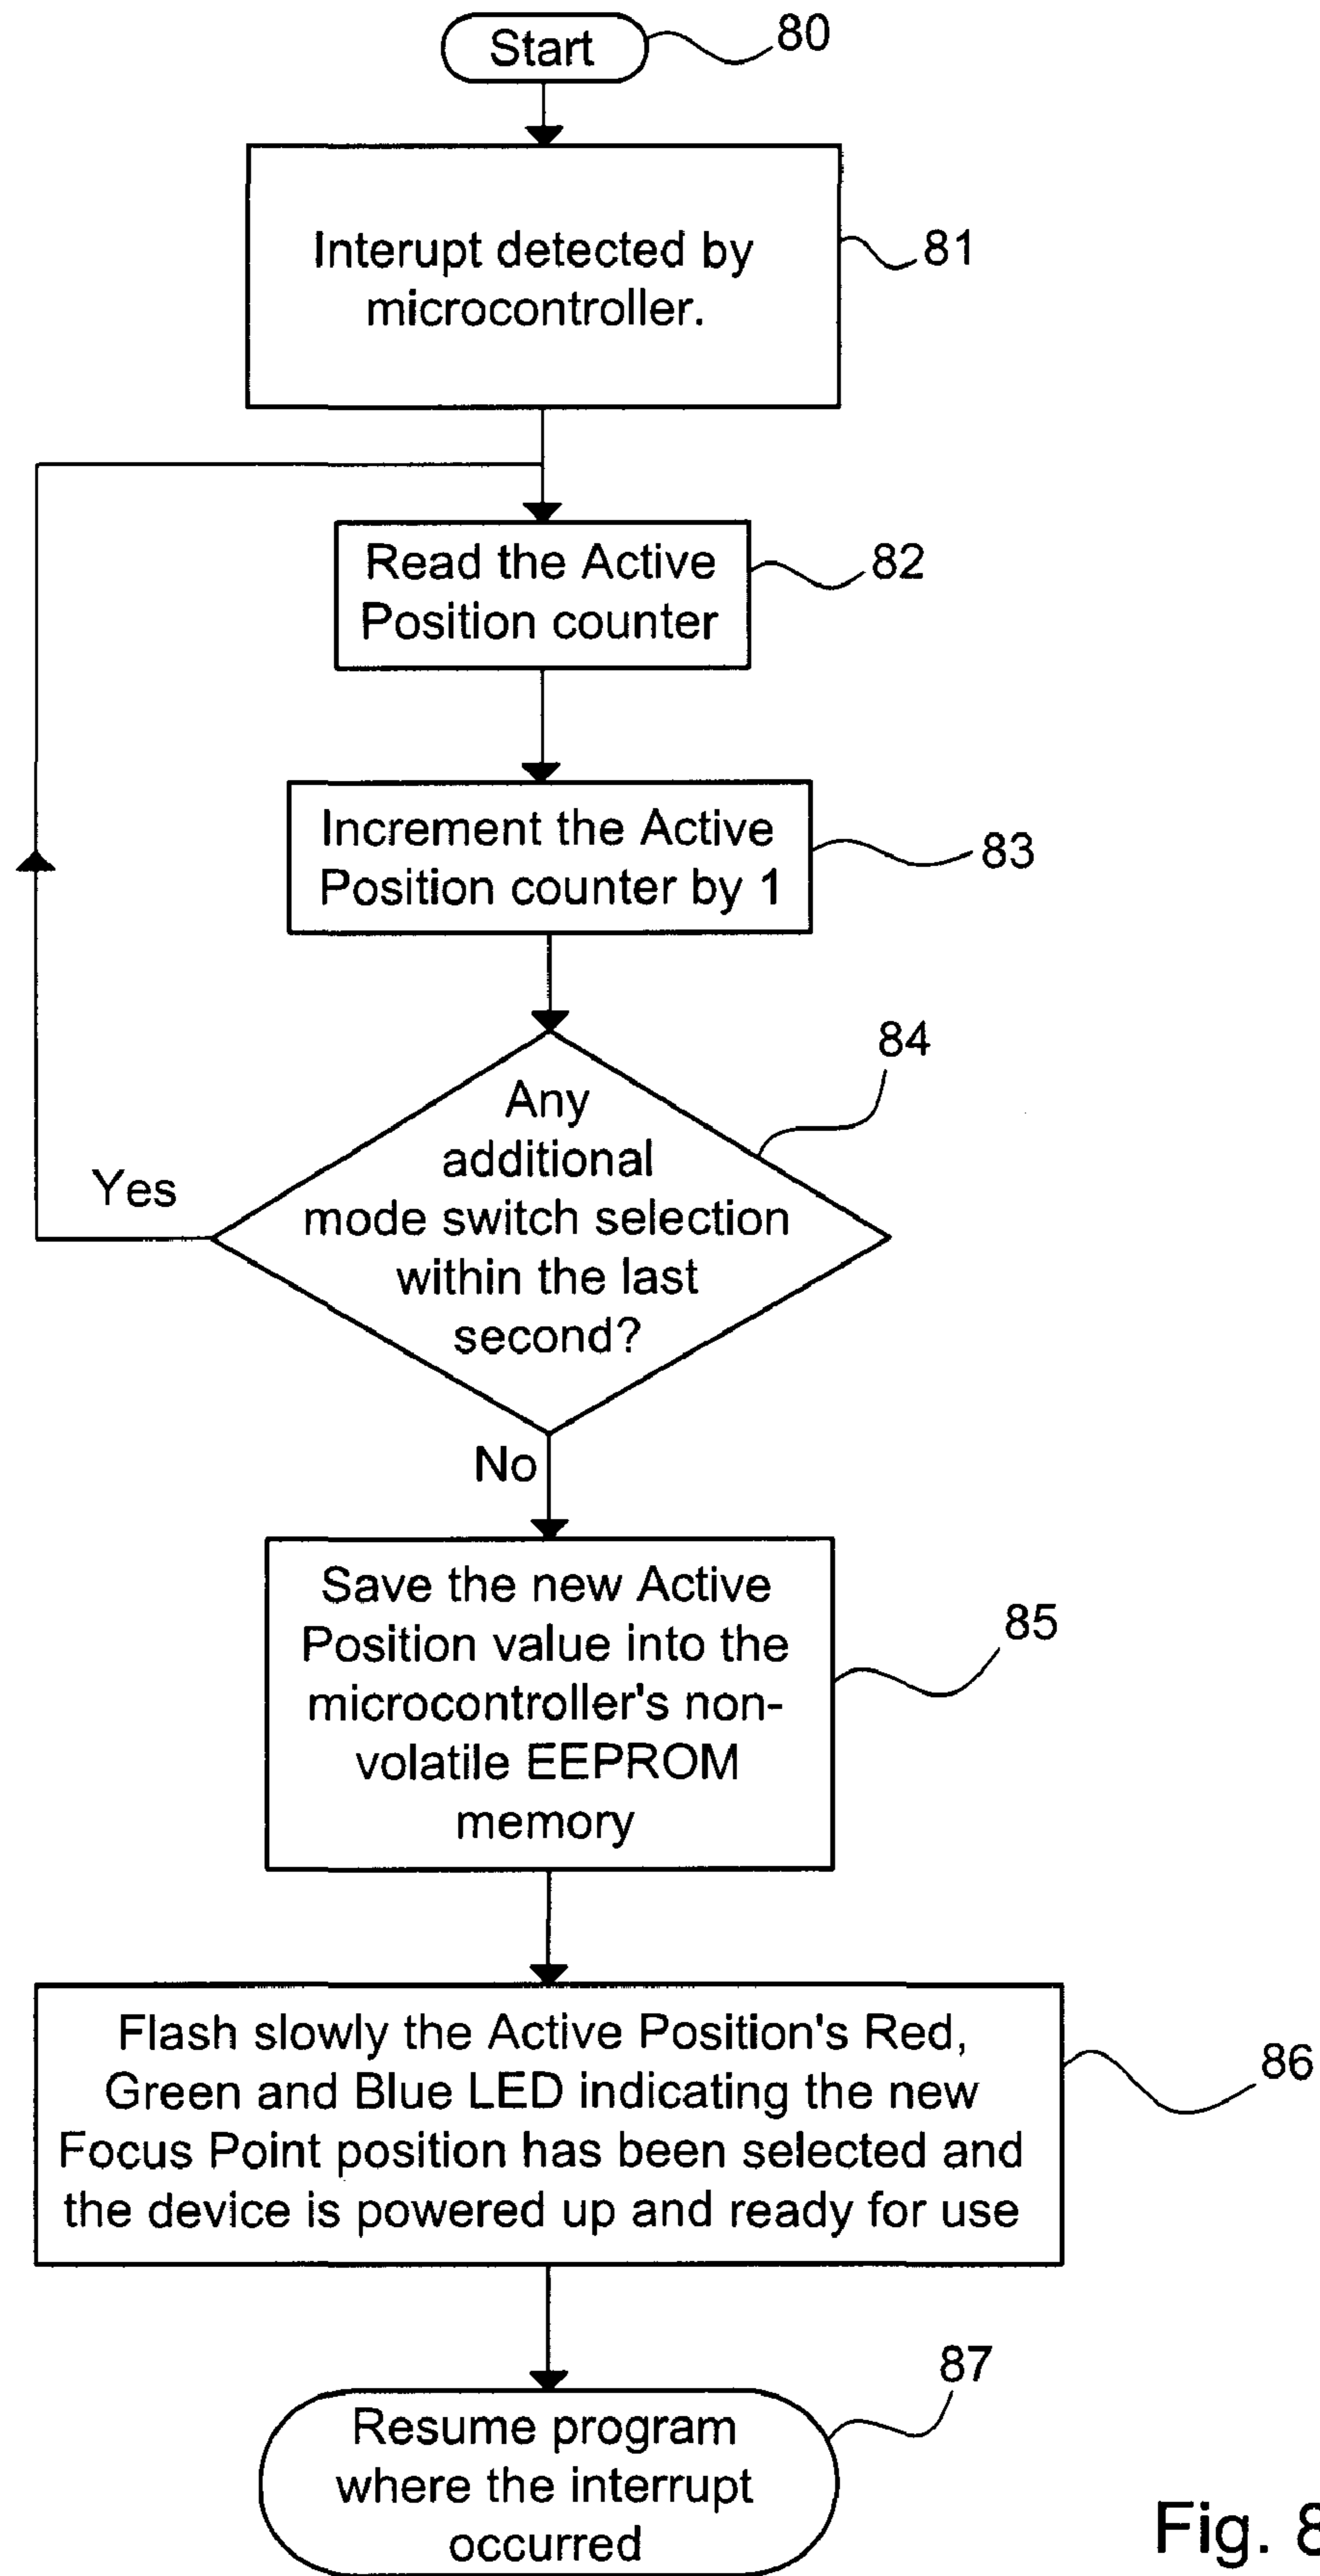 Start
80
Interupt detected by
microcontroller.
81
Read the Active
Position counter
82
Increment the Active
Position counter by 1
83
84
Any
additional
mode switch selection
within the last
second?
Yes
No
Save the new Active
Position value into the
microcontroller's non-
volatile EEPROM
memory
85
Flash slowly the Active Position's Red,
Green and Blue LED indicating the new
Focus Point position has been selected and
the device is powered up and ready for use
86
87
Resume program
where the interrupt
occurred
Fig. 8